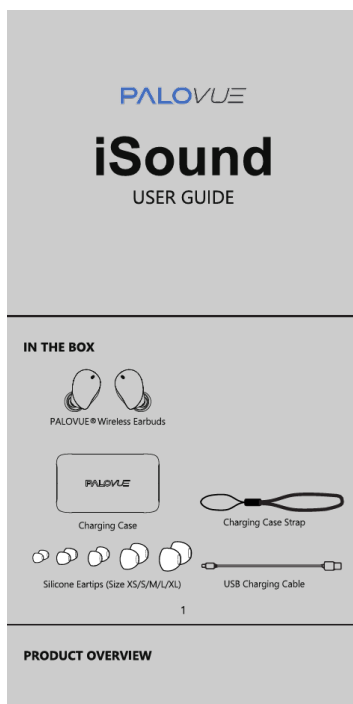 PALOVUE
iSound
USER GUIDE
IN THE BOX
PALOVUE® Wireless Earbuds
PALOVUE
Charging Case
Charging Case Strap
Silicone Eartips (Size XS/S/M/L/XL)
USB Charging Cable
1
PRODUCT OVERVIEW